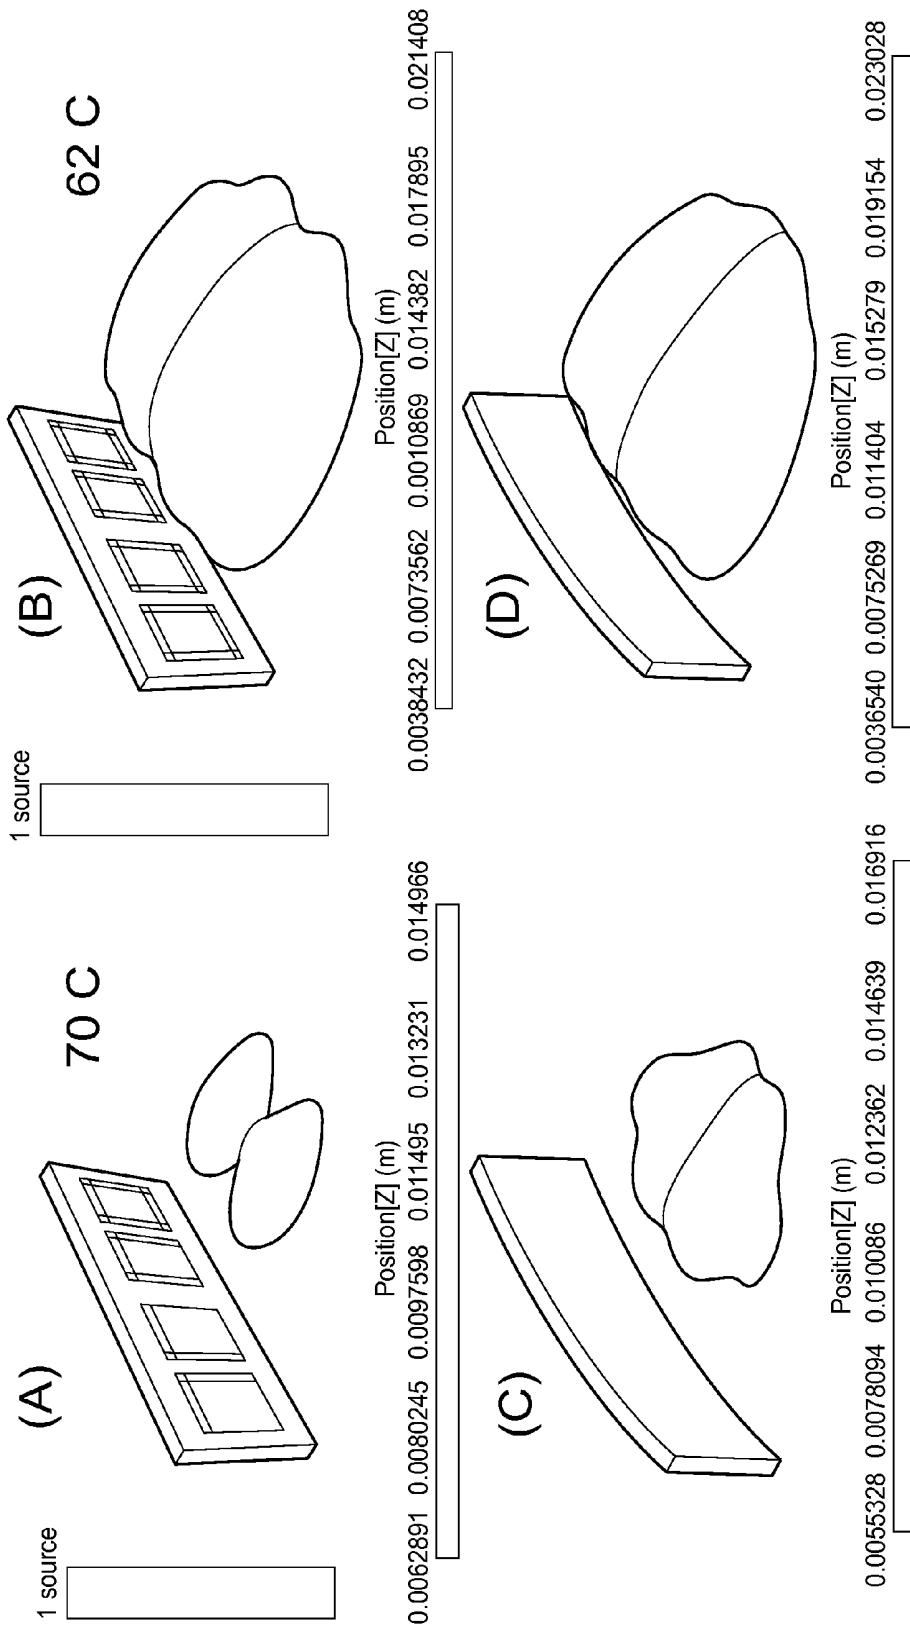 1 source
(A)
70 C
Position[Z] (m)
0.0062891 0.0080245 0.0097598 0.011495 0.013231 0.014966
1 source
(B)
62 C
Position[Z] (m)
0.0038432 0.0073562 0.0010869 0.014382 0.017895 0.021408
(C)
Position[Z] (m)
0.0055328 0.0078094 0.010086 0.012362 0.014639 0.016916
(D)
Position[Z] (m)
0.0036540 0.0075269 0.011404 0.015279 0.019154 0.023028